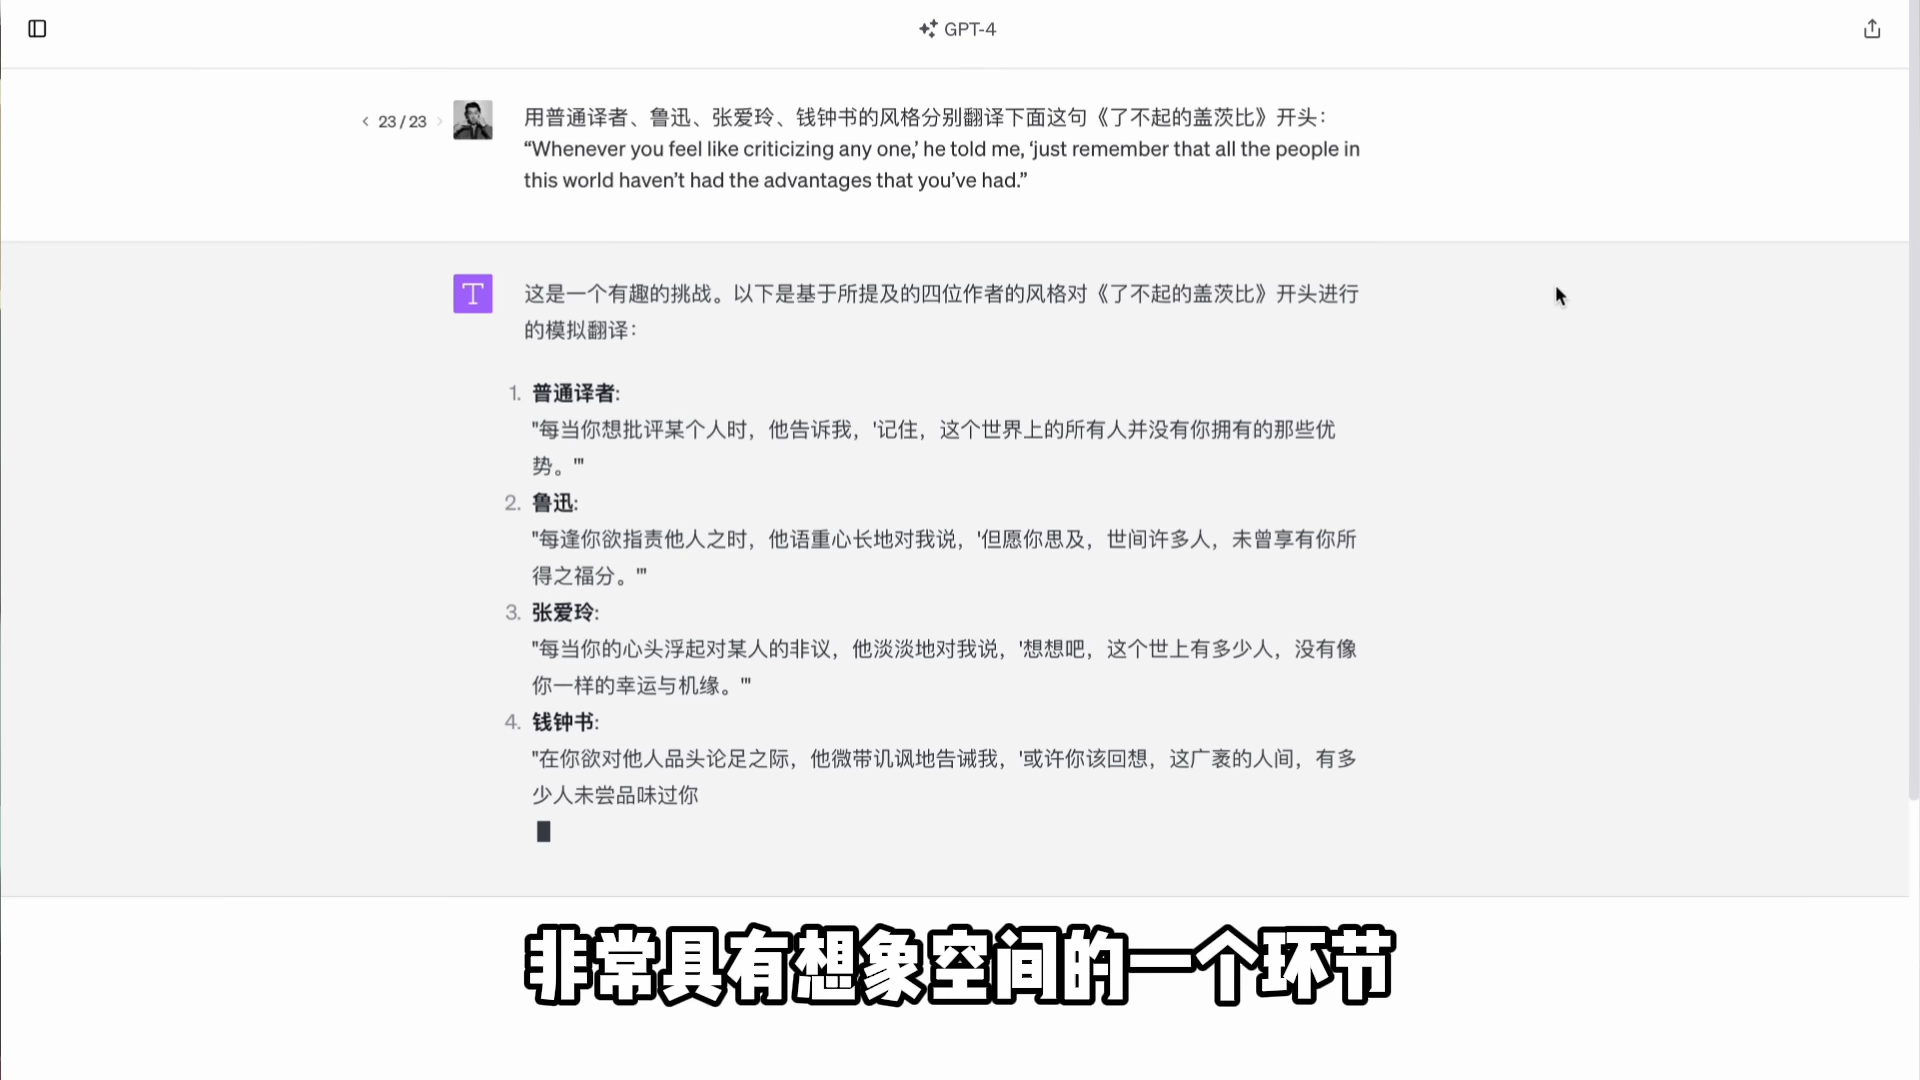 GPT-4
< 23 / 23 >
用普通译者、鲁迅、张爱玲、钱钟书的风格分别翻译下面这句《了不起的盖茨比》开头：
“Whenever you feel like criticizing any one,’ he told me, ‘just remember that all the people in
this world haven’t had the advantages that you’ve had.”
T
这是一个有趣的挑战。以下是基于所提及的四位作者的风格对《了不起的盖茨比》开头进行
的模拟翻译：
1. 普通译者:
"每当你想批评某个人时，他告诉我，'记住，这个世界上的所有人并没有你拥有的那些优
势。'"
2. 鲁迅:
"每逢你欲指责他人之时，他语重心长地对我说，'但愿你思及，世间许多人，未曾享有你所
得之福分。'"
3. 张爱玲:
"每当你的心头浮起对某人的非议，他淡淡地对我说，'想想吧，这个世上有多少人，没有像
你一样的幸运与机缘。'"
4. 钱钟书:
"在你欲对他人品头论足之际，他微带讥讽地告诫我，'或许你该回想，这广袤的人间，有多
少人未尝品味过你
非常具有想象空间的一个环节